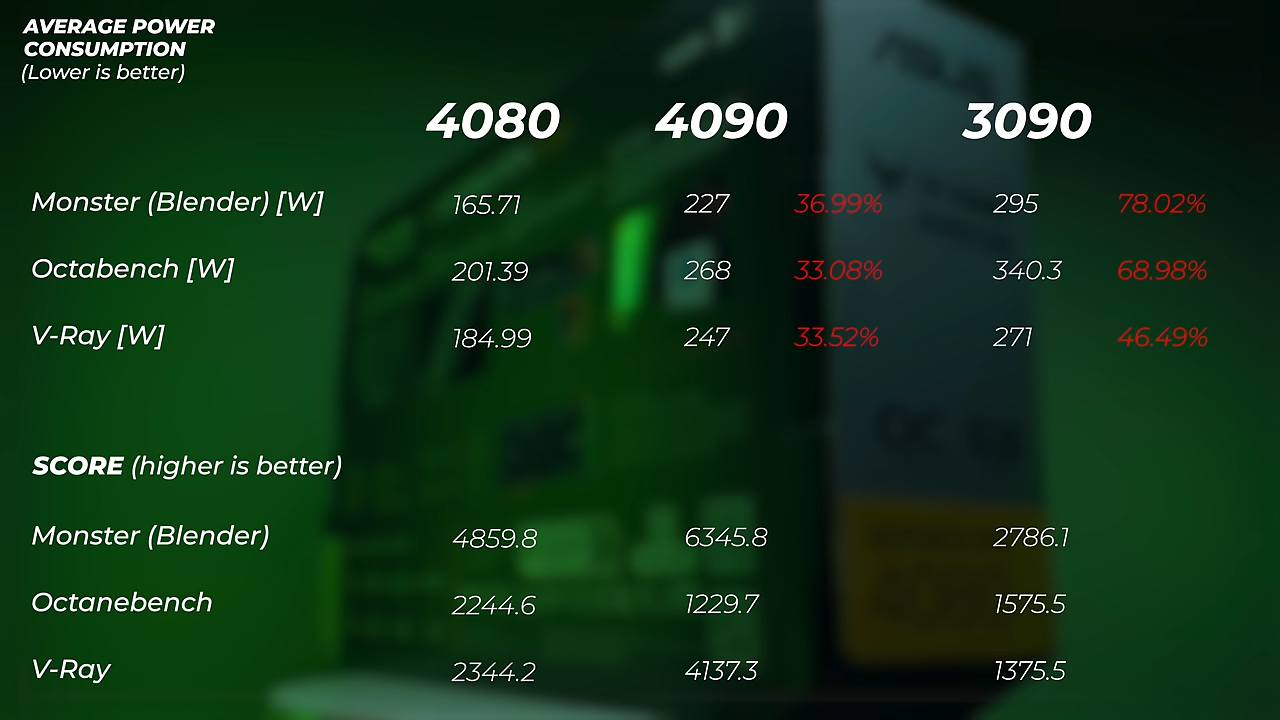 AVERAGE POWER
CONSUMPTION
(Lower is better)
4080 4090 3090
Monster (Blender) [W] 165.71 227 36.99% 295 78.02%
Octabench [W] 201.39 268 33.08% 340.3 68.98%
V-Ray [W] 184.99 247 33.52% 271 46.49%
SCORE (higher is better)
Monster (Blender) 4859.8 6345.8 2786.1
Octanebench 2244.6 1229.7 1575.5
V-Ray 2344.2 4137.3 1375.5